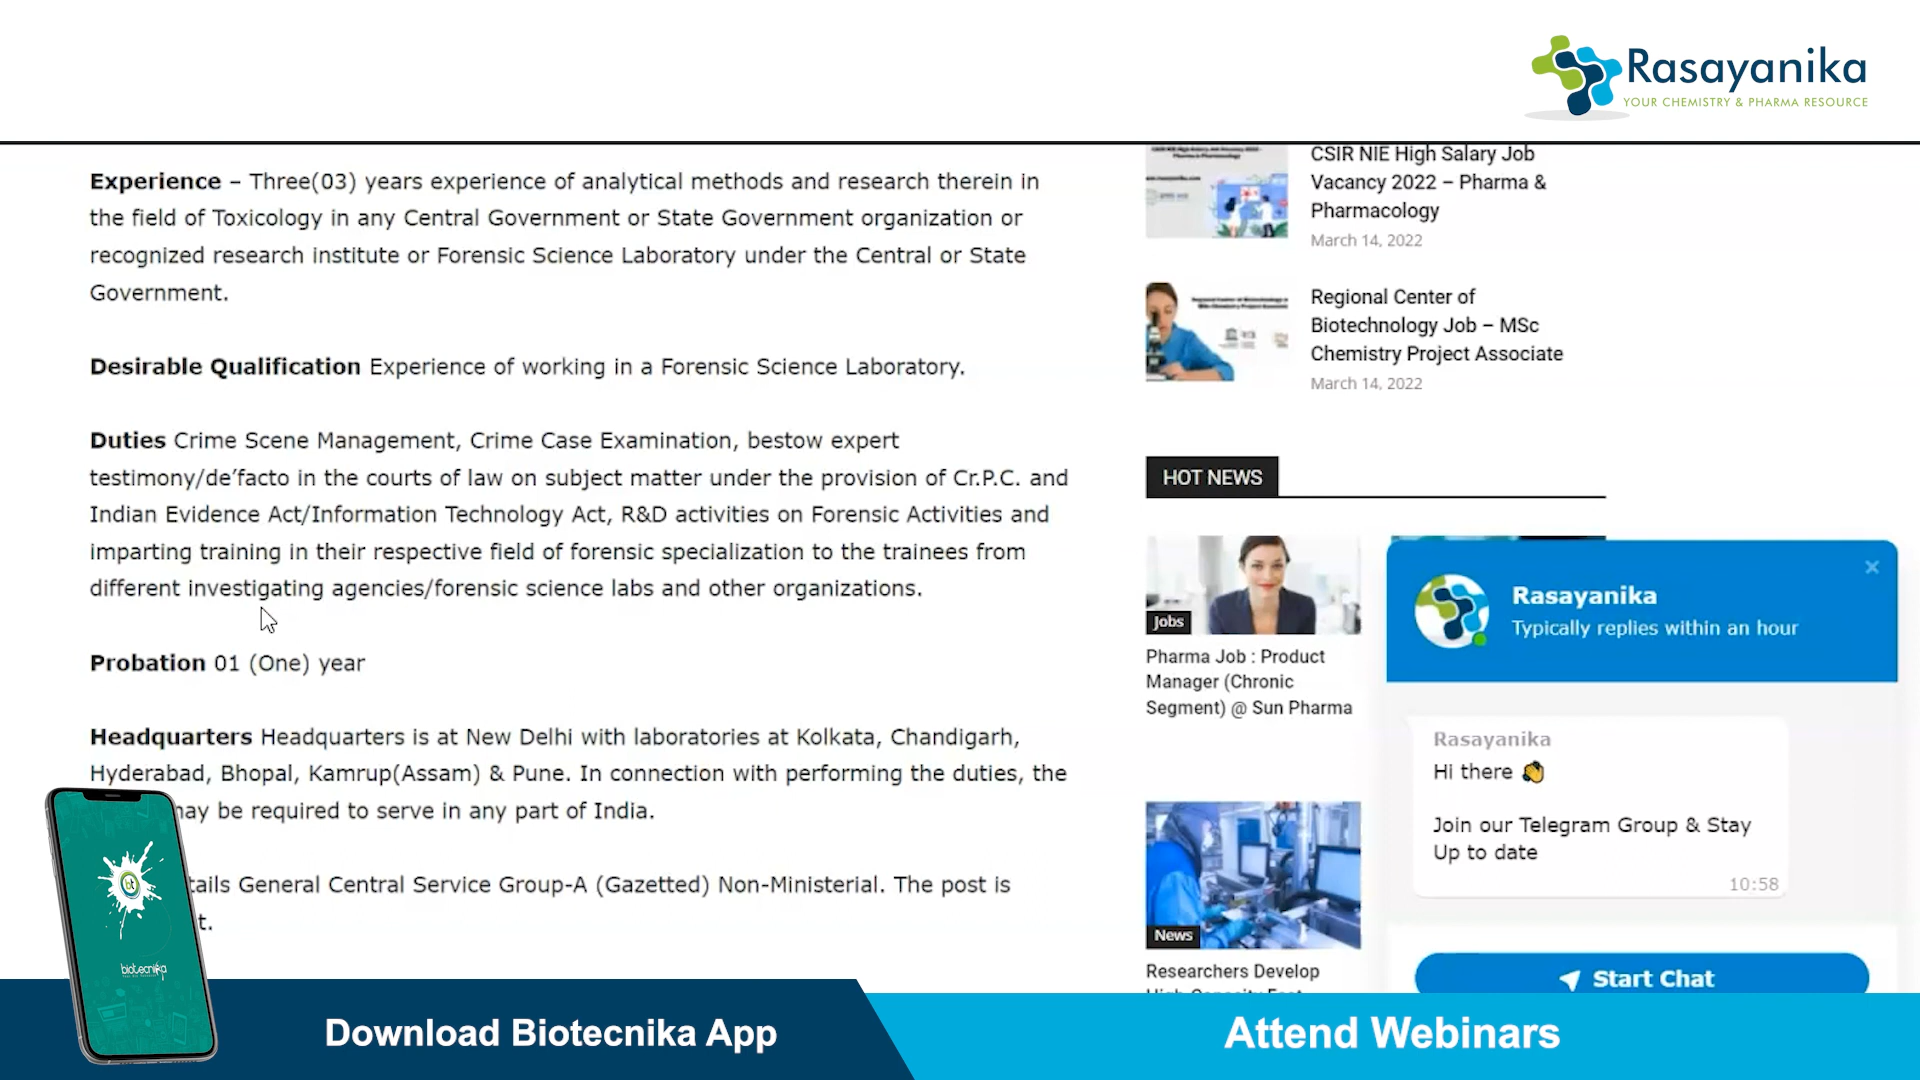 Rasayanika
YOUR CHEMISTRY & PHARMA RESOURCE
Experience – Three(03) years experience of analytical methods and research therein in
the field of Toxicology in any Central Government or State Government organization or
recognized research institute or Forensic Science Laboratory under the Central or State
Government.
Desirable Qualification Experience of working in a Forensic Science Laboratory.
Duties Crime Scene Management, Crime Case Examination, bestow expert
testimony/de’facto in the courts of law on subject matter under the provision of Cr.P.C. and
Indian Evidence Act/Information Technology Act, R&D activities on Forensic Activities and
imparting training in their respective field of forensic specialization to the trainees from
different investigating agencies/forensic science labs and other organizations.
Probation 01 (One) year
Headquarters Headquarters is at New Delhi with laboratories at Kolkata, Chandigarh,
Hyderabad, Bhopal, Kamrup(Assam) & Pune. In connection with performing the duties, the
may be required to serve in any part of India.
General Central Service Group-A (Gazetted) Non-Ministerial. The post is
CSIR NIE High Salary Job
Vacancy 2022 – Pharma &
Pharmacology
March 14, 2022
Regional Center of
Biotechnology Job – MSc
Chemistry Project Associate
March 14, 2022
HOT NEWS
Jobs
Pharma Job : Product
Manager (Chronic
Segment) @ Sun Pharma
News
Researchers Develop
Rasayanika
Typically replies within an hour
Rasayanika
Hi there 👋
Join our Telegram Group & Stay
Up to date
10:58
Start Chat
bt
biotecnika
Download Biotecnika App
Attend Webinars